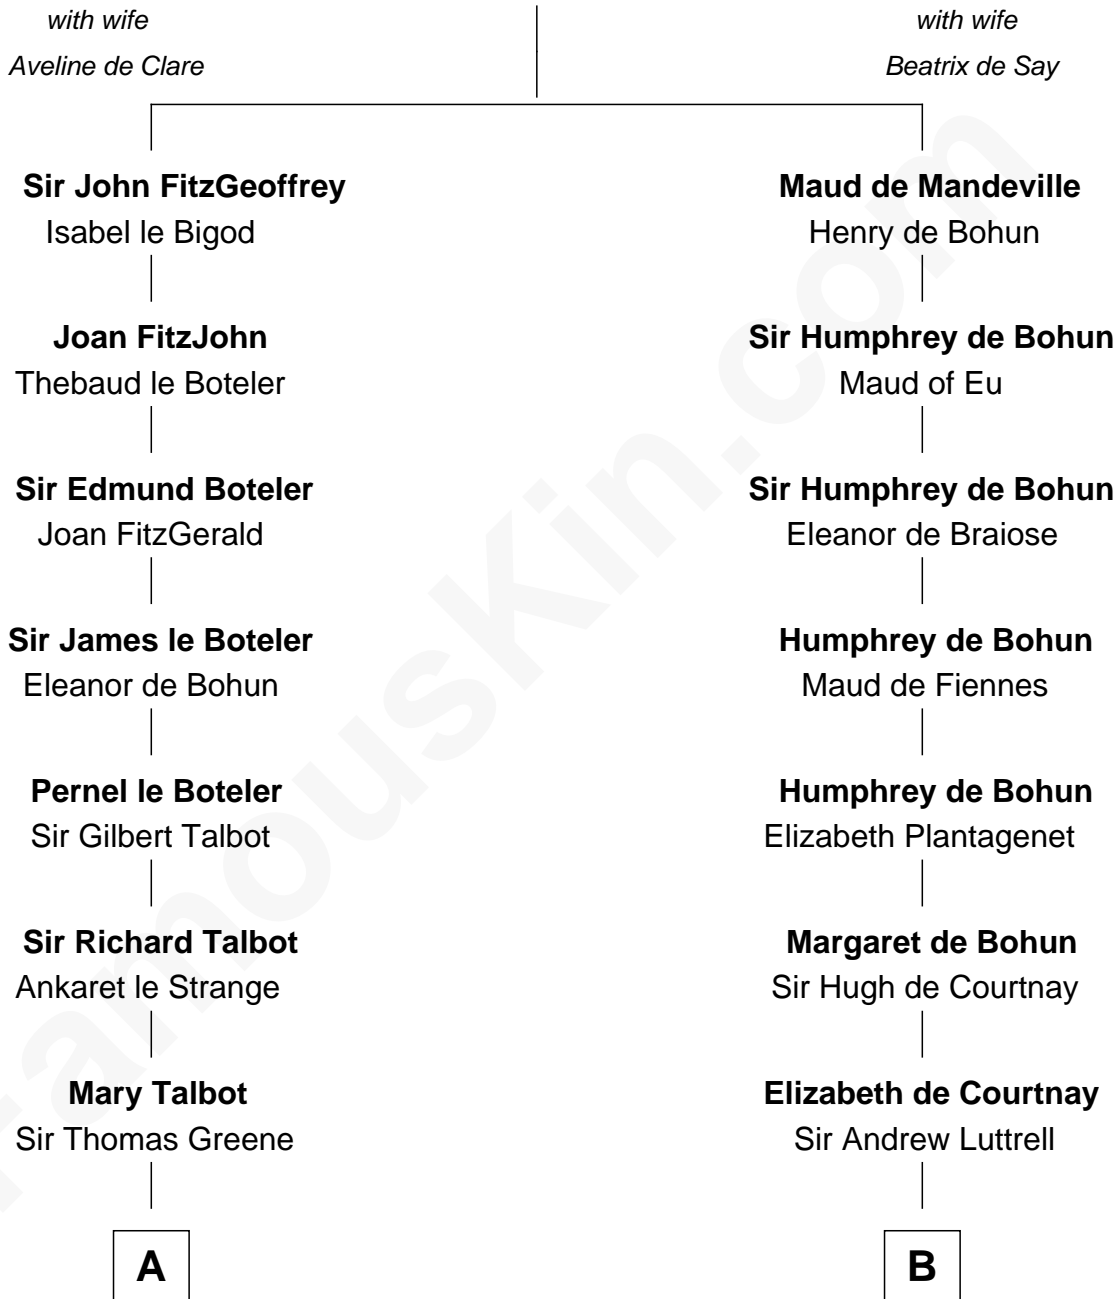 with wife
Aveline de Clare
with wife
Beatrix de Say
Sir John FitzGeoffrey
Isabel le Bigod
Maud de Mandeville
Henry de Bohun
Joan FitzJohn
Thebaud le Boteler
Sir Humphrey de Bohun
Maud of Eu
Sir Edmund Boteler
Joan FitzGerald
Sir Humphrey de Bohun
Eleanor de Braiose
Sir James le Boteler
Eleanor de Bohun
Humphrey de Bohun
Maud de Fiennes
Pernel le Boteler
Sir Gilbert Talbot
Humphrey de Bohun
Elizabeth Plantagenet
Sir Richard Talbot
Ankaret le Strange
Margaret de Bohun
Sir Hugh de Courtnay
Mary Talbot
Sir Thomas Greene
Elizabeth de Courtnay
Sir Andrew Luttrell
A
B
FamousKin.com